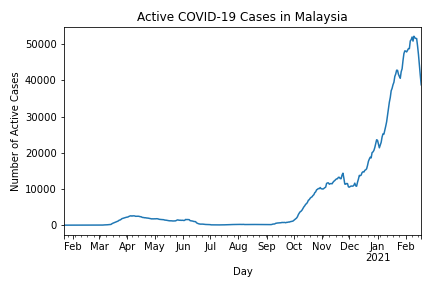 Active COVID-19 Cases in Malaysia
50000
40000
30000
20000
10000
0
Number of Active Cases
Feb Mar Apr May Jun Jul Aug Sep Oct Nov Dec Jan Feb
2021
Day